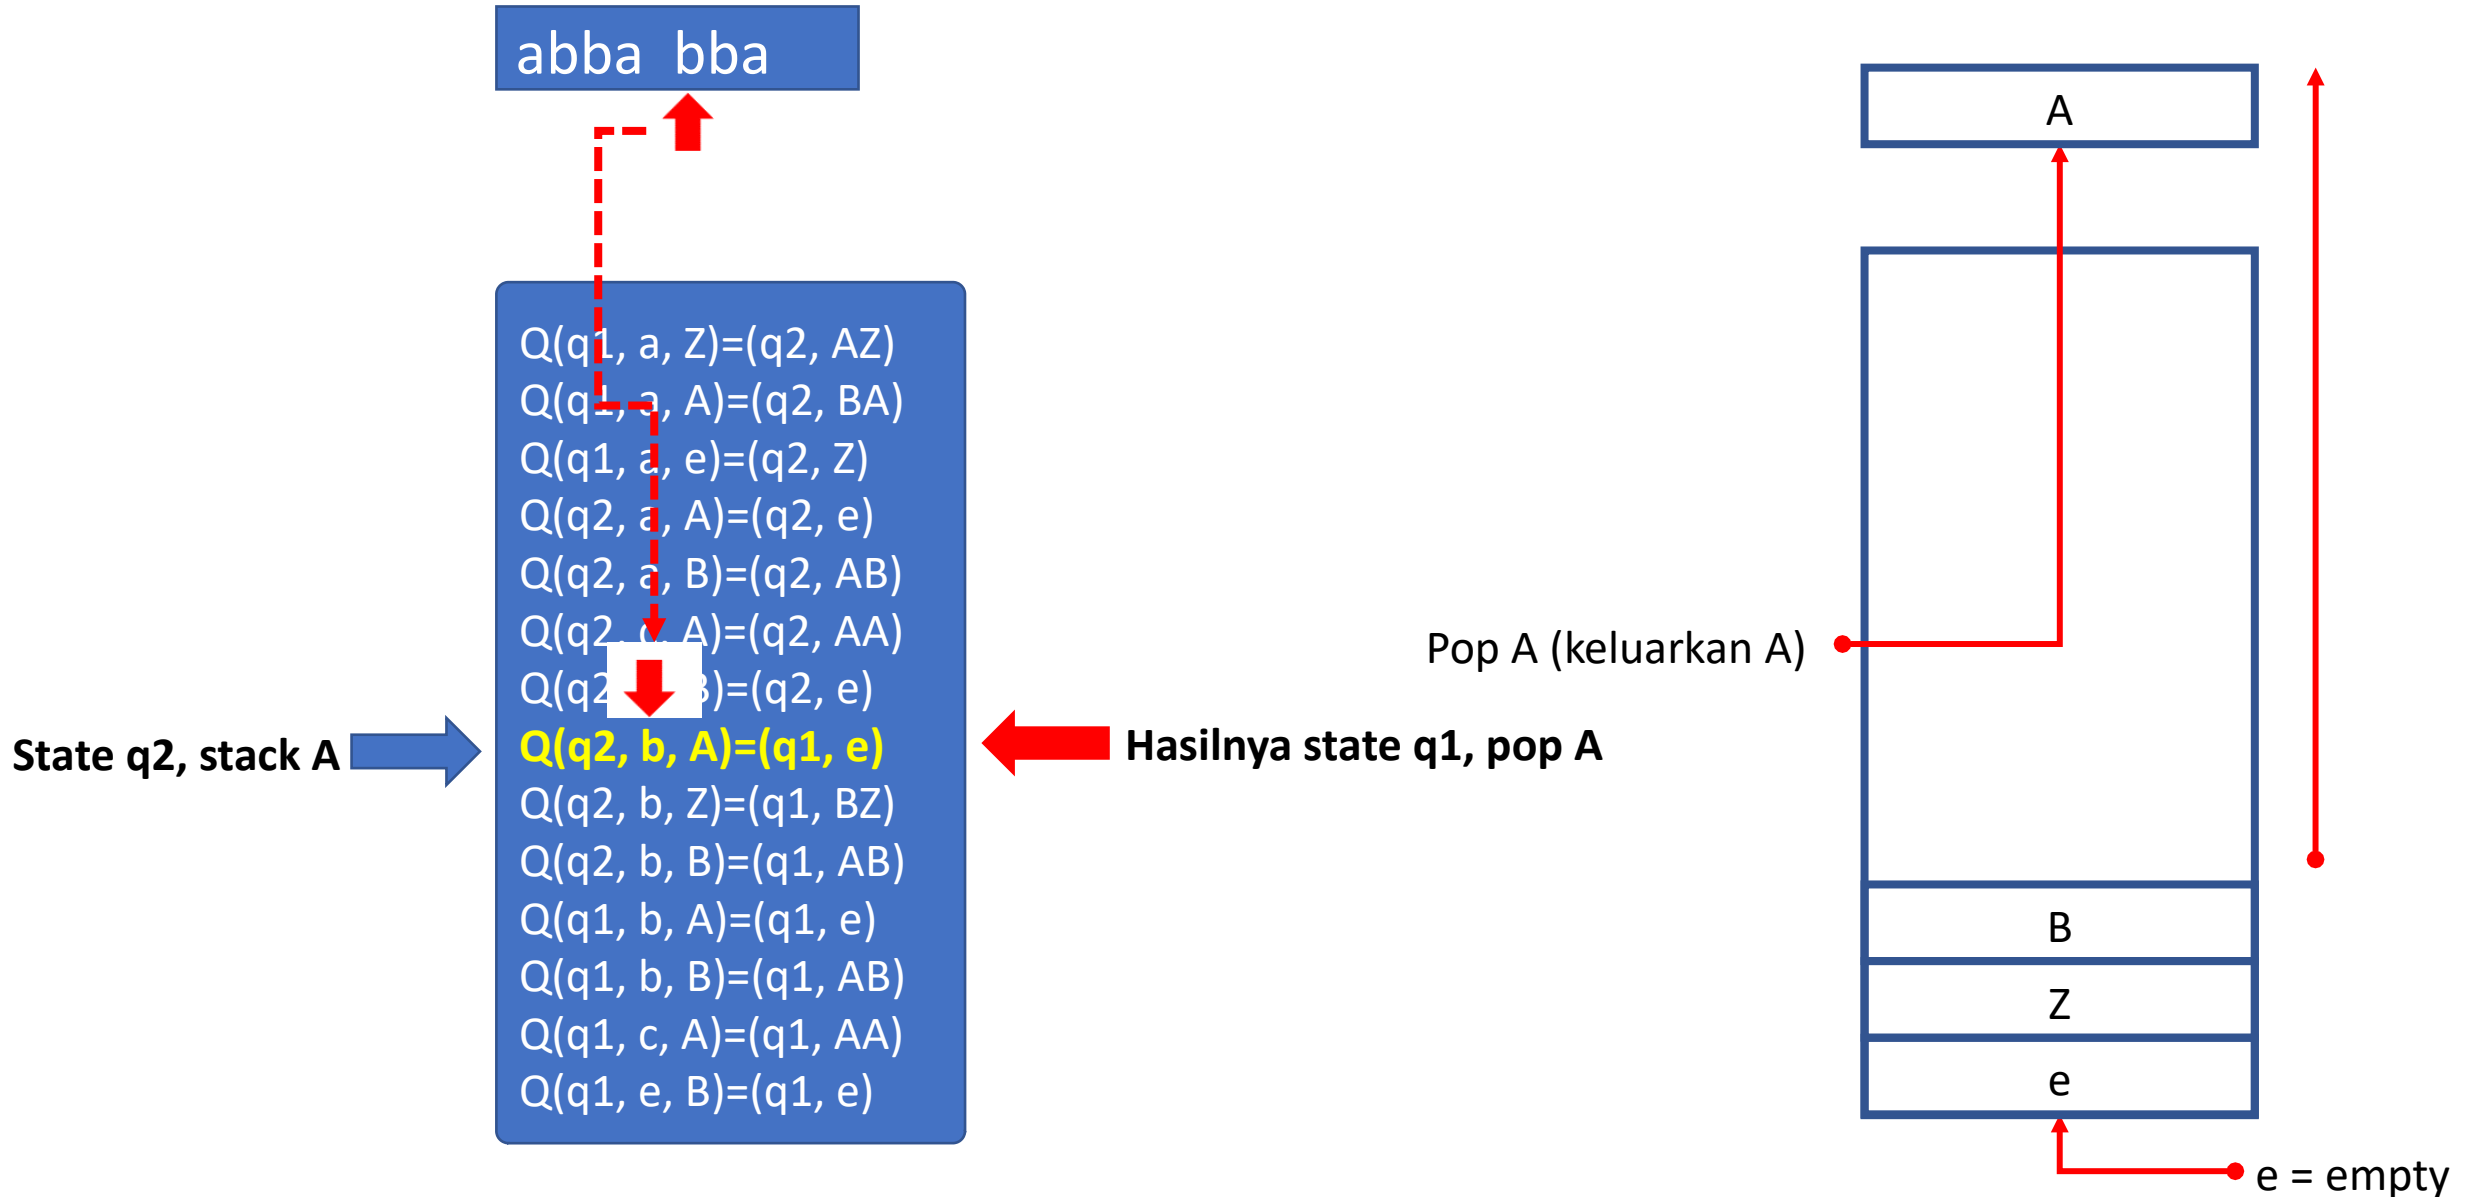 abba bba
Q(q1, a, Z)=(q2, AZ)
Q(q1, a, A)=(q2, BA)
Q(q1, a, e)=(q2, Z)
Q(q2, a, A)=(q2, e)
Q(q2, a, B)=(q2, AB)
Q(q2, c, A)=(q2, AA)
Q(q2 B)=(q2, e)
Q(q2, b, A)=(q1, e)
Q(q2, b, Z)=(q1, BZ)
Q(q2, b, B)=(q1, AB)
Q(q1, b, A)=(q1, e)
Q(q1, b, B)=(q1, AB)
Q(q1, c, A)=(q1, AA)
Q(q1, e, B)=(q1, e)
State q2, stack A
Hasilnya state q1, pop A
A
Pop A (keluarkan A)
B
Z
e
e = empty